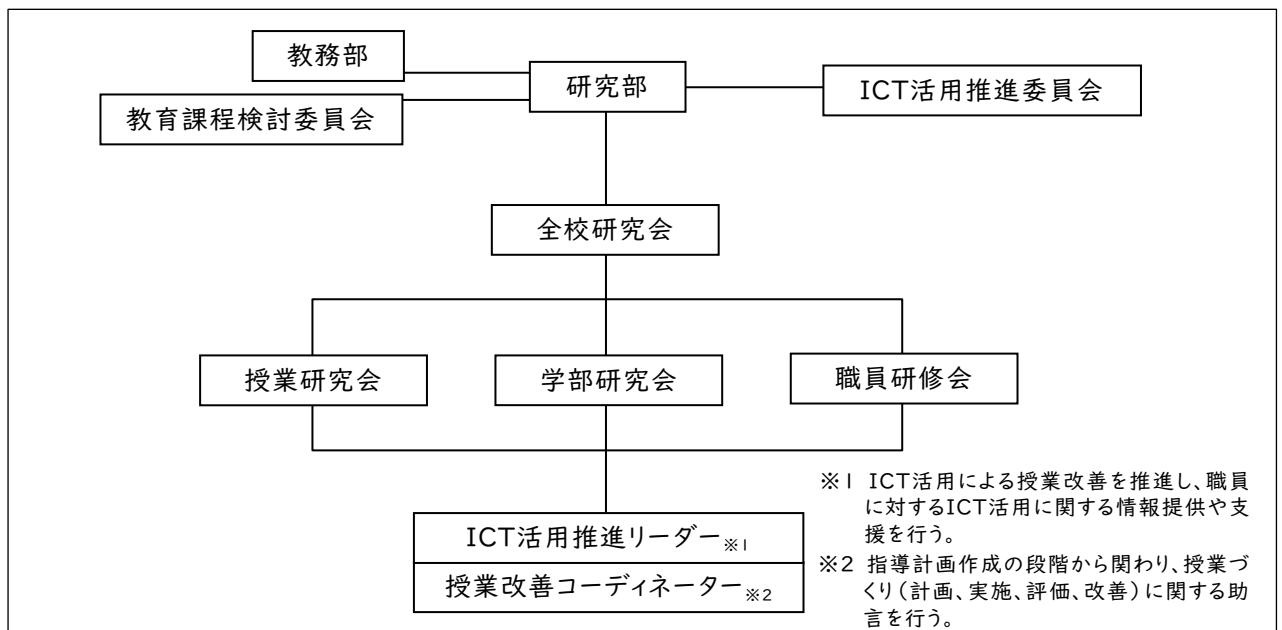 教務部
研究部
ICT活用推進委員会
教育課程検討委員会
全校研究会
授業研究会
学部研究会
職員研修会
ICT活用推進リーダー※1
授業改善コーディネーター※2
※1 ICT活用による授業改善を推進し、職員
に対するICT活用に関する情報提供や支
援を行う。
※2 指導計画作成の段階から関わり、授業づ
くり(計画、実施、評価、改善)に関する助
言を行う。